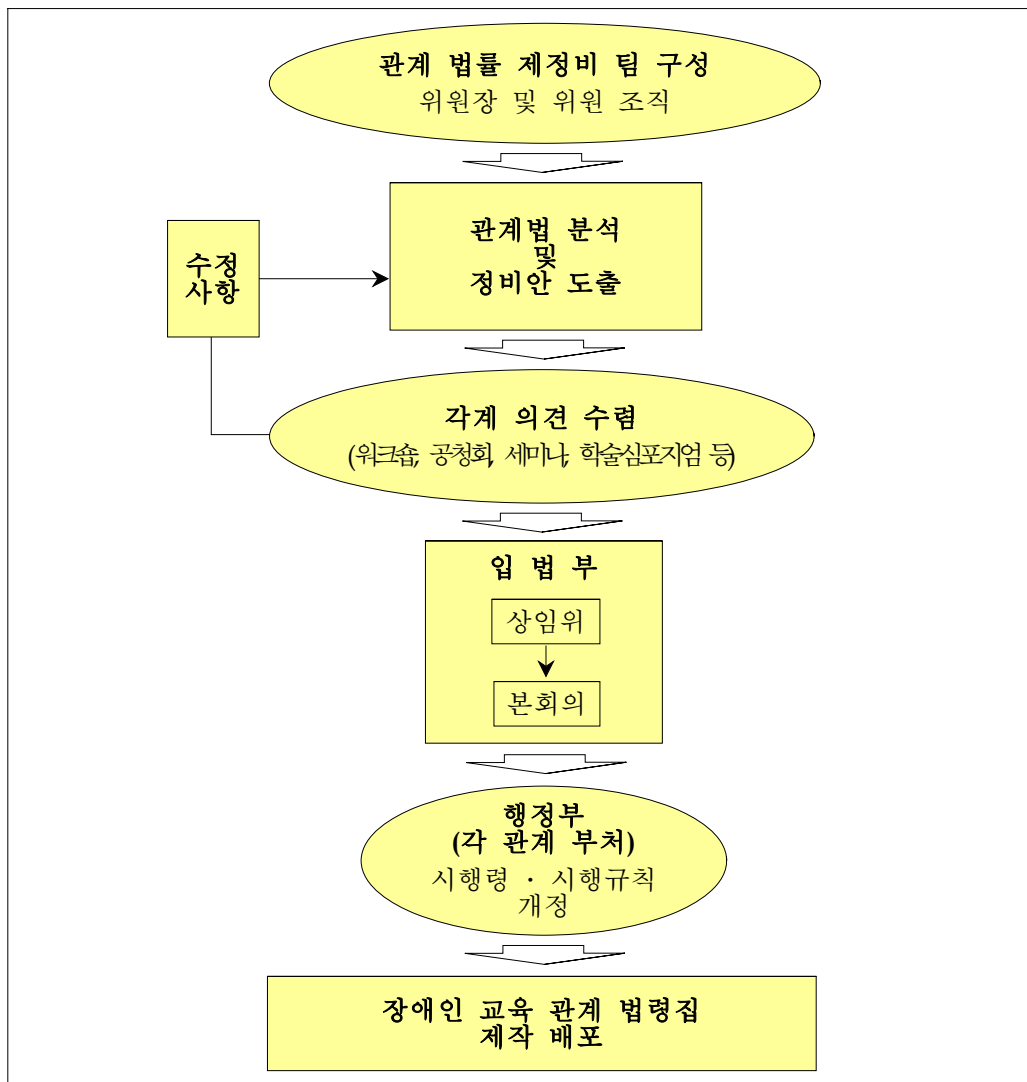 관계 법률 제정비 팀 구성
위원장 및 위원 조직
관계법 분석
및
정비안 도출
수정
사항
각계 의견 수렴
(워크숍, 공청회, 세미나, 학술심포지엄 등)
입 법 부
상임위
본회의
행정부
(각 관계 부처)
시행령 · 시행규칙
개정
장애인 교육 관계 법령집
제작 배포